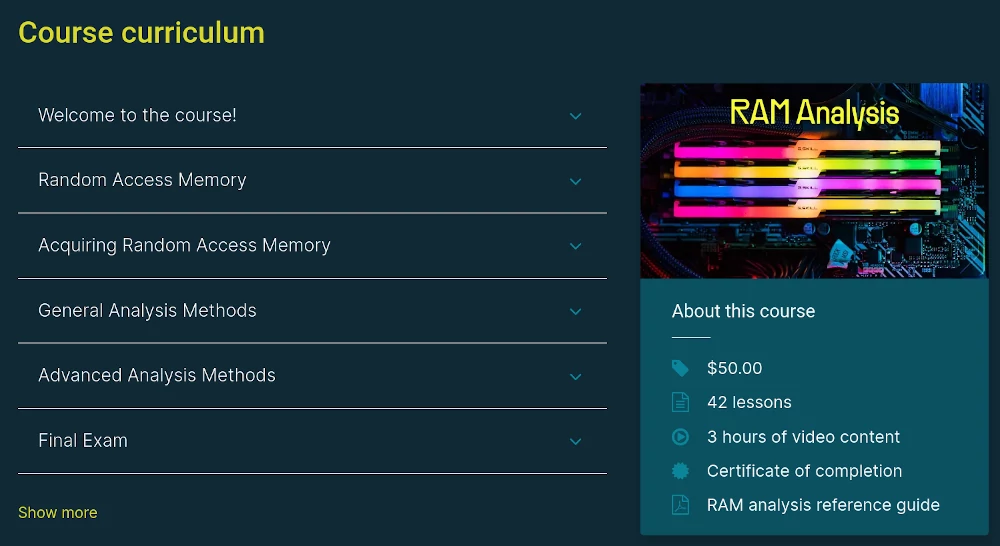 Course curriculum
Welcome to the course!
Random Access Memory
Acquiring Random Access Memory
General Analysis Methods
Advanced Analysis Methods
Final Exam
Show more
RAM Analysis
About this course
$50.00
42 lessons
3 hours of video content
Certificate of completion
RAM analysis reference guide